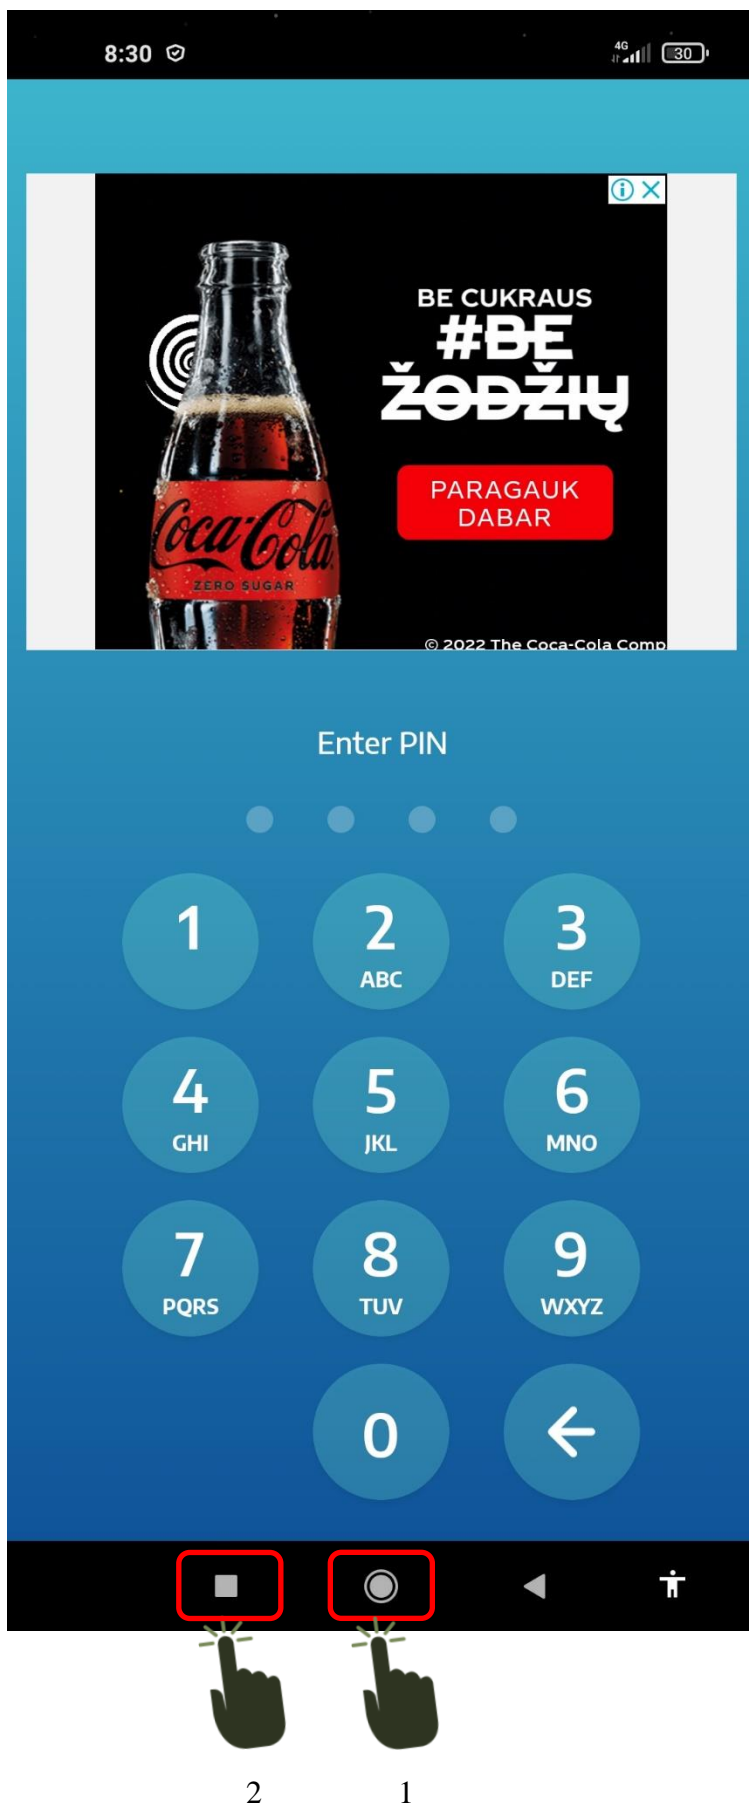 8:30
4G
30
BE CUKRAUS
#BE
ŽODŽIŲ
PARAGAUK
DABAR
Coca-Cola
ZERO SUGAR
© 2022 The Coca-Cola Comp
Enter PIN
1
2
3
ABC
DEF
4
5
6
GHI
JKL
MNO
7
8
9
PQRS
TUV
WXYZ
0
2
1